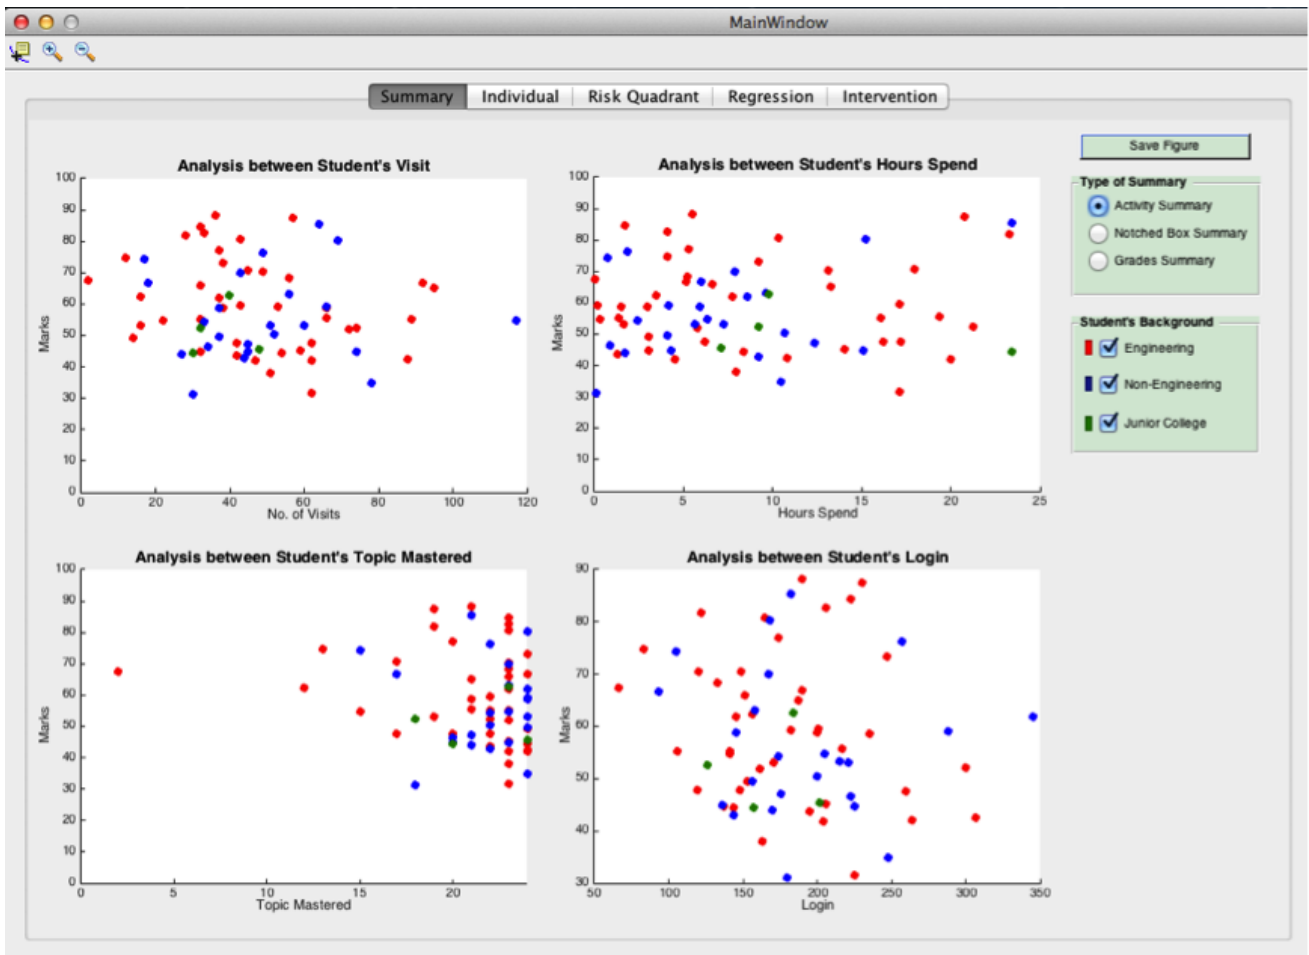 MainWindow
Summary Individual Risk Quadrant Regression Intervention
Analysis between Student's Visit
100
90
80
70
60
50
40
30
20
10
0
Marks
0 20 40 60 80 100 120
No. of Visits
Analysis between Student's Hours Spend
100
90
80
70
60
50
40
30
20
10
0
Marks
0 5 10 15 20 25
Hours Spend
Save Figure
Type of Summary
Activity Summary
Notched Box Summary
Grades Summary
Student's Background
Engineering
Non-Engineering
Junior College
Analysis between Student's Topic Mastered
100
90
80
70
60
50
40
30
20
10
0
Marks
0 5 10 15 20
Topic Mastered
Analysis between Student's Login
90
80
70
60
50
40
30
Marks
50 100 150 200 250 300 350
Login